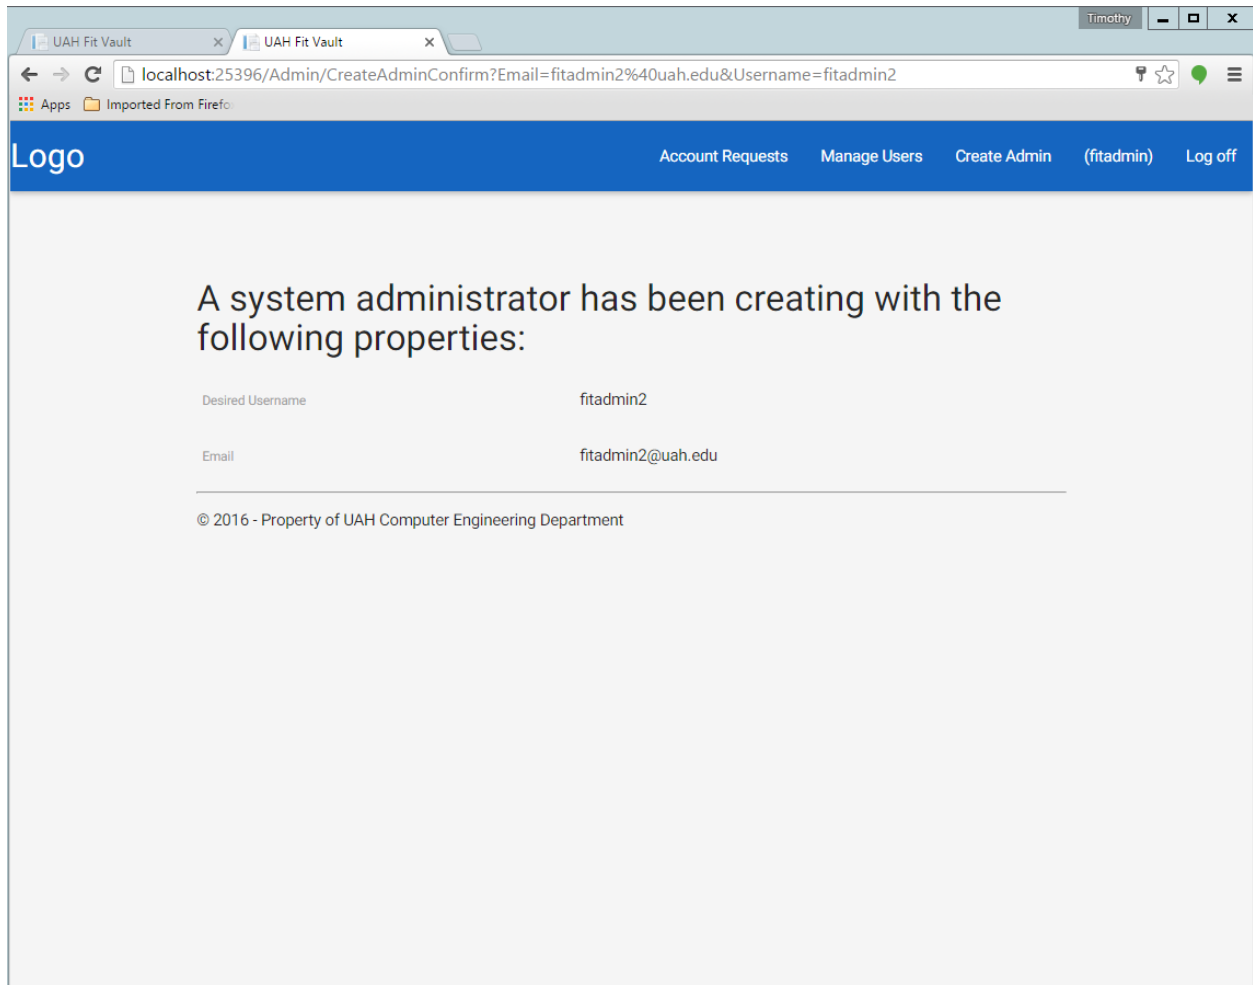 Timothy
UAH Fit Vault
UAH Fit Vault
localhost:25396/Admin/CreateAdminConfirm?Email=fitadmin2%40uah.edu&Username=fitadmin2
Apps Imported From Firefo
Logo Account Requests Manage Users Create Admin (fitadmin) Log off
A system administrator has been creating with the
following properties:
Desired Username fitadmin2
Email fitadmin2@uah.edu
© 2016 - Property of UAH Computer Engineering Department